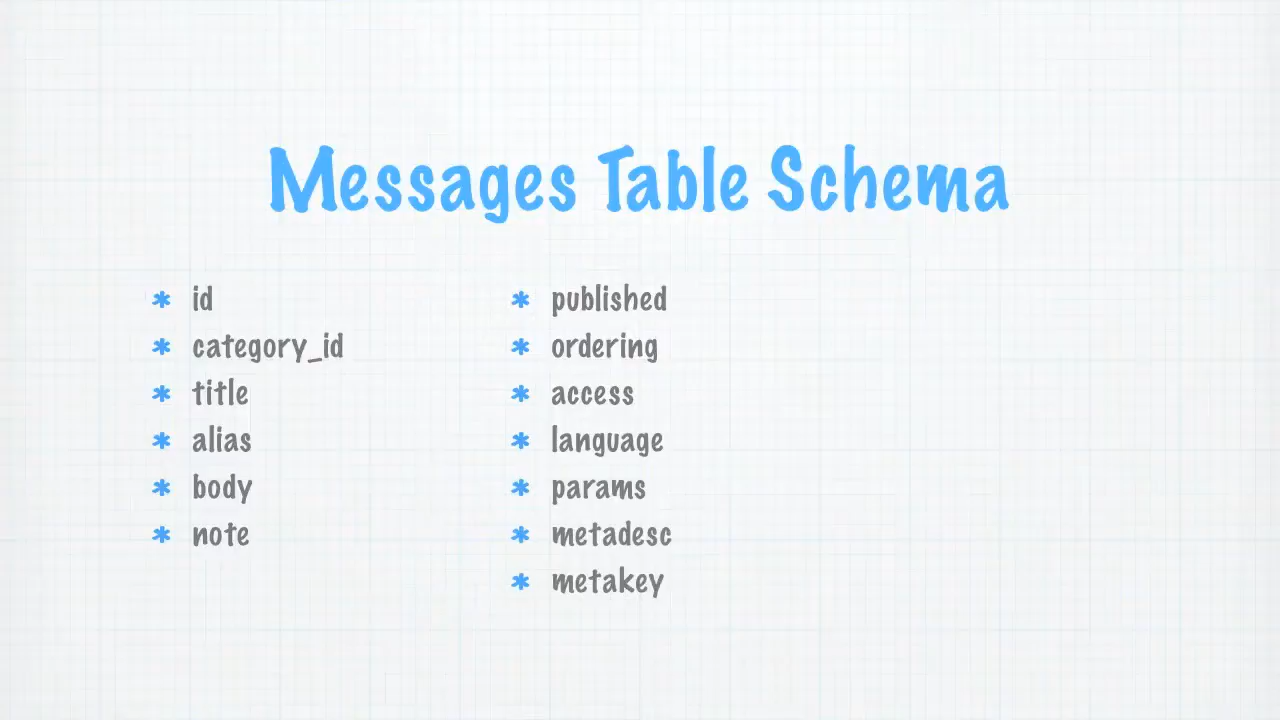 Messages Table Schema
* id
* category_id
* title
* alias
* body
* note
* published
* ordering
* access
* language
* params
* metadesc
* metakey